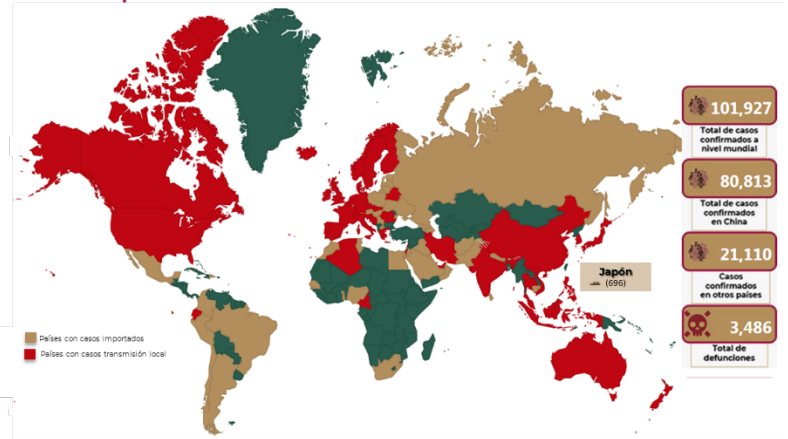 101,927
Total de casos
confirmados a
nivel mundial
80,813
Total de casos
confirmados
en China
21,110
Casos
confirmados
en otros países
3,486
Total de
defunciones
Japón
(696)
Países con casos importados
Países con casos transmisión local